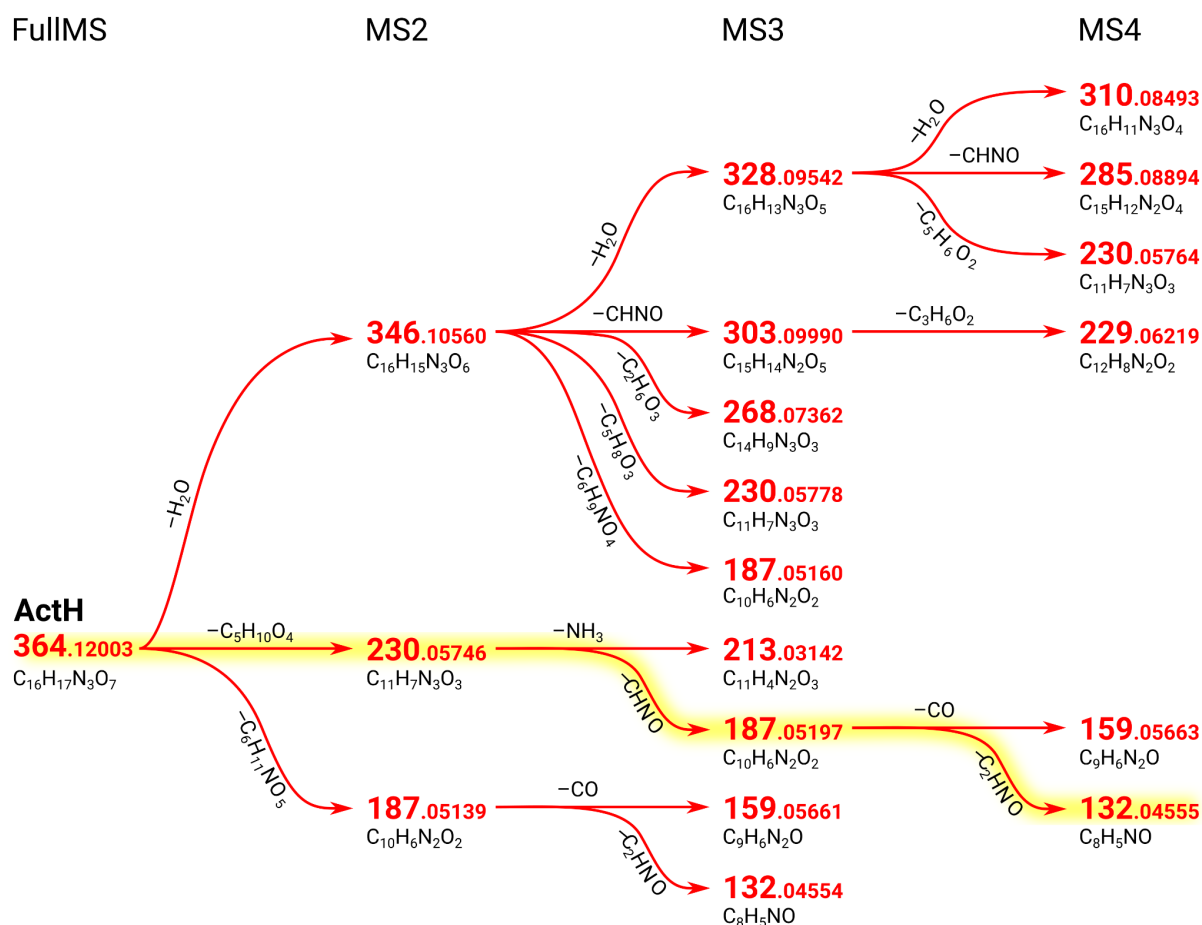 FullMS MS2 MS3 MS4
310.08493
C₁₆H₁₁N₃O₄
−H₂O
−CHNO
328.09542
C₁₆H₁₃N₃O₅
285.08894
C₁₅H₁₂N₂O₄
−C₅H₆O₂
−H₂O
230.05764
C₁₁H₇N₃O₃
346.10560
C₁₆H₁₅N₃O₆
−CHNO
303.09990
C₁₅H₁₄N₂O₅
−C₃H₆O₂
229.06219
C₁₂H₈N₂O₂
−C₂H₆O₃
268.07362
C₁₄H₉N₃O₃
−C₅H₈O₃
230.05778
C₁₁H₇N₃O₃
−C₆H₉NO₄
187.05160
C₁₀H₆N₂O₂
−H₂O
ActH
364.12003
C₁₆H₁₇N₃O₇
−C₅H₁₀O₄
230.05746
C₁₁H₇N₃O₃
−NH₃
213.03142
C₁₁H₄N₂O₃
−CHNO
187.05197
C₁₀H₆N₂O₂
−CO
159.05663
C₉H₆N₂O
−C₂HNO
132.04555
C₈H₅NO
−C₆H₁₁NO₅
187.05139
C₁₀H₆N₂O₂
−CO
159.05661
C₉H₆N₂O
−C₂HNO
132.04554
C₈H₅NO